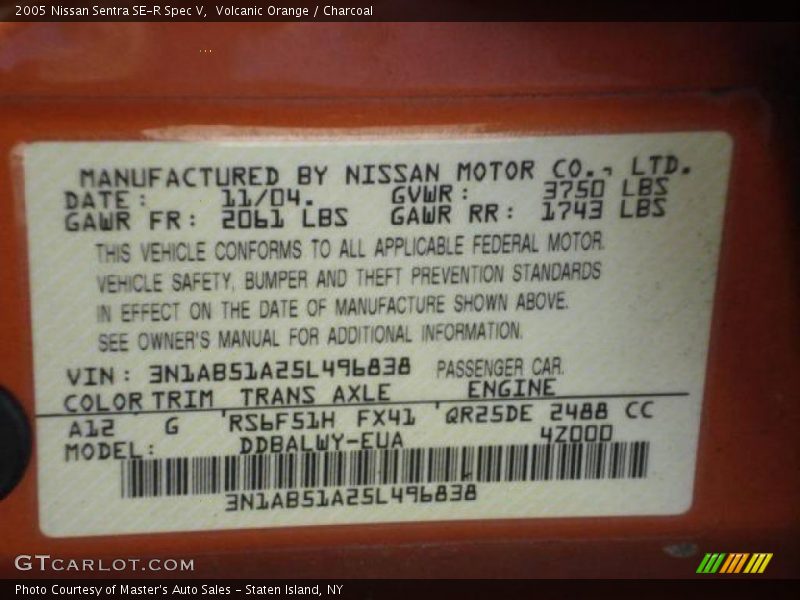 2005 Nissan Sentra SE-R Spec V, Volcanic Orange / Charcoal
MANUFACTURED BY NISSAN MOTOR CO., LTD.
DATE: 11/04. GVWR: 3750 LBS
GAWR FR: 2061 LBS GAWR RR: 1743 LBS
THIS VEHICLE CONFORMS TO ALL APPLICABLE FEDERAL MOTOR
VEHICLE SAFETY, BUMPER AND THEFT PREVENTION STANDARDS
IN EFFECT ON THE DATE OF MANUFACTURE SHOWN ABOVE.
SEE OWNER'S MANUAL FOR ADDITIONAL INFORMATION.
VIN: 3N1AB51A25L496838 PASSENGER CAR.
COLOR TRIM TRANS AXLE ENGINE
A12 G RS6F51H FX41 QR25DE 2488 CC
MODEL: DDBALWY-EUA 4Z000
3N1AB51A25L496838
GTCARLOT.COM
Photo Courtesy of Master's Auto Sales - Staten Island, NY